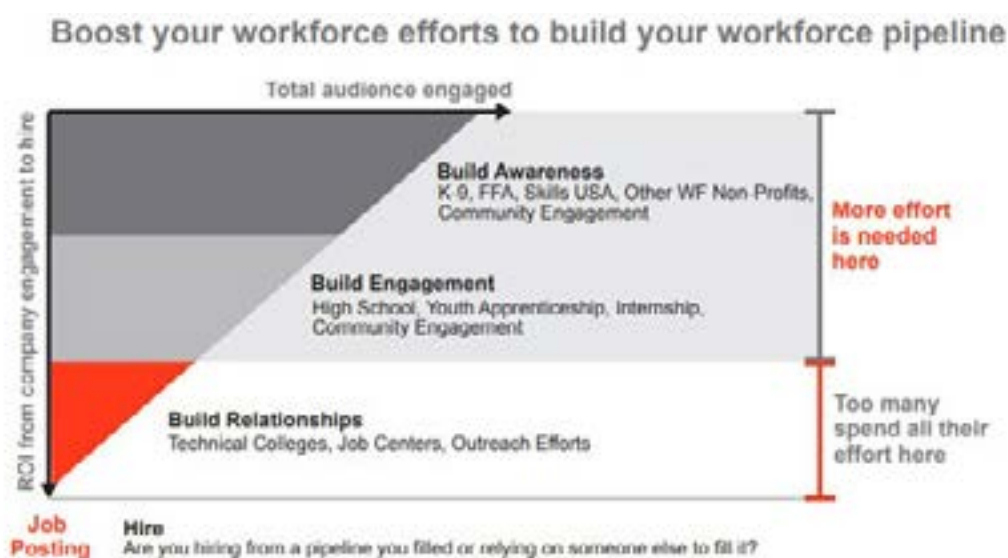 Boost your workforce efforts to build your workforce pipeline
Total audience engaged
ROI from company engagement to hire
Build Awareness
K-9, FFA, Skills USA, Other WF Non-Profits,
Community Engagement
More effort
is needed
here
Build Engagement
High School, Youth Apprenticeship, Internship,
Community Engagement
Build Relationships
Technical Colleges, Job Centers, Outreach Efforts
Too many
spend all their
effort here
Job
Posting
Hire
Are you hiring from a pipeline you filled or relying on someone else to fill it?